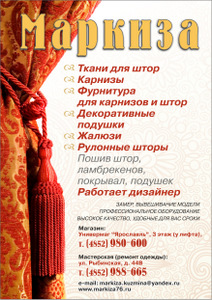 Маркиза
Ткани для штор
Карнизы
Фурнитура
для карнизов и штор
Декоративные
подушки
Жалюзи
Рулонные шторы
Пошив штор,
ламбрекенов,
покрывал, подушек
Работает дизайнер
ЗАМЕР. ВЫВЕШИВАНИЕ МОДЕЛИ
ПРОФЕССИОНАЛЬНОЕ ОБОРУДОВАНИЕ
ВЫСОКОЕ КАЧЕСТВО, УДОБНЫЕ ДЛЯ ВАС СРОКИ
Магазин:
Универмаг "Ярославль", 3 этаж (у лифта),
т. (4852) 980-600
Мастерская (ремонт одежды):
ул. Рыбинская, д. 44б
т. (4852) 988-665
e-mail: markiza.kuzmina@yandex.ru
www.markiza76.ru